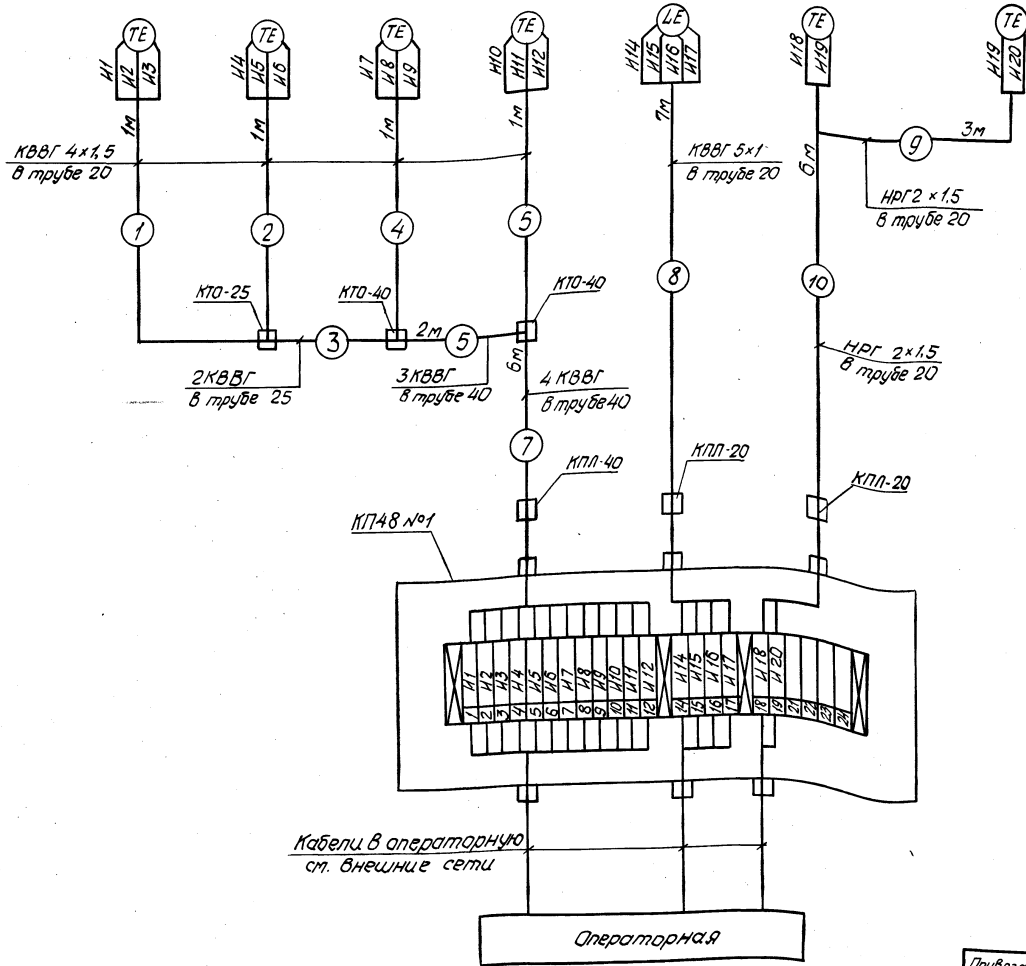 TE
TE
TE
TE
LE
TE
TE
И1
И2
И3
И4
И5
И6
И7
И8
И9
И10
И11
И12
И14
И15
И16
И17
И18
И19
И19
И20
1м
1м
1м
1м
7м
6м
3м
9
КВВГ 4×1,5
в трубе 20
КВВГ 5×1
в трубе 20
НРГ2 ×1.5
в трубе 20
1
2
4
5
8
10
КТО-25
КТО-40
КТО-40
3
2м
5
6м
2КВВГ
в трубе 25
3КВВГ
в трубе 40
4 КВВГ
в трубе 40
НРГ 2×1.5
в трубе 20
7
КПЛ-40
КПЛ-20
КПЛ-20
КП48 №1
И1
И2
И3
И4
И5
И6
И7
И8
И9
И10
И11
И12
И14
И15
И16
И17
И18
И20
1
2
3
4
5
6
7
8
9
10
11
12
14
15
16
17
18
19
21
22
23
24
Кабели в операторную
см. внешние сети
Операторная